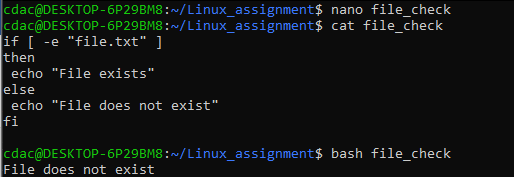 cdac@DESKTOP-6P29BM8:~/Linux_assignment$ nano file_check
cdac@DESKTOP-6P29BM8:~/Linux_assignment$ cat file_check
if [ -e "file.txt" ]
then
 echo "File exists"
else
 echo "File does not exist"
fi

cdac@DESKTOP-6P29BM8:~/Linux_assignment$ bash file_check
File does not exist